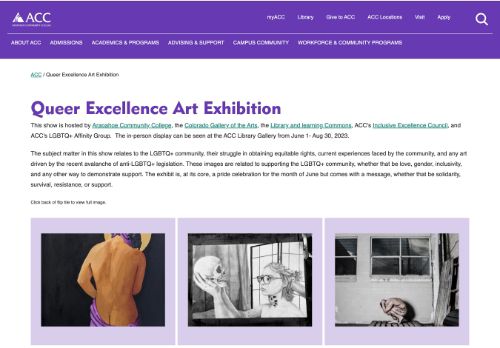 ACC
myACC Library Give to ACC ACC Locations Visit Apply
ABOUT ACC ADMISSIONS ACADEMICS & PROGRAMS ADVISING & SUPPORT CAMPUS COMMUNITY WORKFORCE & COMMUNITY PROGRAMS
ACC / Queer Excellence Art Exhibition
Queer Excellence Art Exhibition
This show is hosted by Arapahoe Community College, the Colorado Gallery of the Arts, the Library and learning Commons, ACC's Inclusive Excellence Council, and
ACC's LGBTQ+ Affinity Group. The in-person display can be seen at the ACC Library Gallery from June 1- Aug 30, 2023.
The subject matter in this show relates to the LGBTQ+ community, their struggle in obtaining equitable rights, current experiences faced by the community, and any art
driven by the recent avalanche of anti-LGBTQ+ legislation. These images are related to supporting the LGBTQ+ community, whether that be love, gender, inclusivity,
and any other way to demonstrate support. The exhibit is, at its core, a pride celebration for the month of June but comes with a message, whether that be solidarity,
survival, resistance, or support.
Click back of flip tile to view full image.